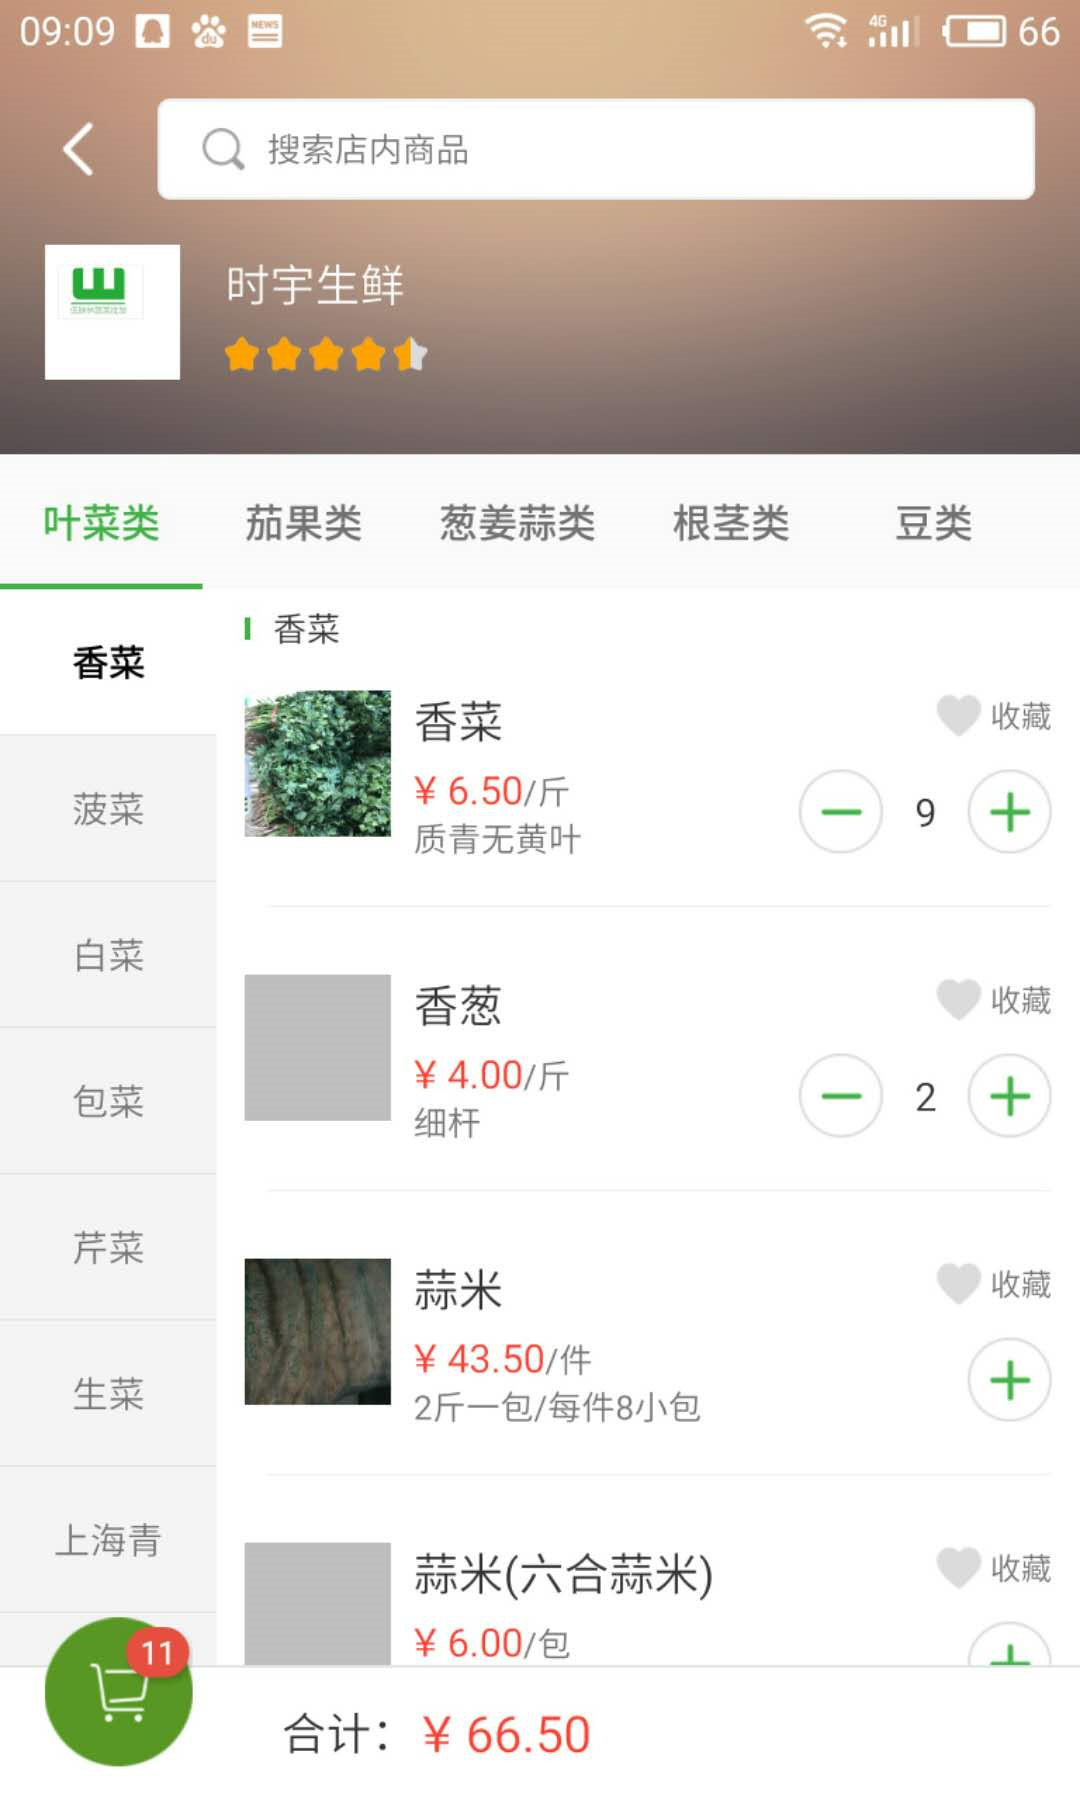 09:09 du NEWS 4G 66
搜索店内商品
时宇生鲜
叶菜类 茄果类 葱姜蒜类 根茎类 豆类
香菜
菠菜
白菜
包菜
芹菜
生菜
上海青
香菜
香菜
收藏
¥ 6.50/斤
9
质青无黄叶
香葱
收藏
¥ 4.00/斤
2
细杆
蒜米
收藏
¥ 43.50/件
2斤一包/每件8小包
蒜米(六合蒜米)
收藏
¥ 6.00/包
11
合计：¥ 66.50